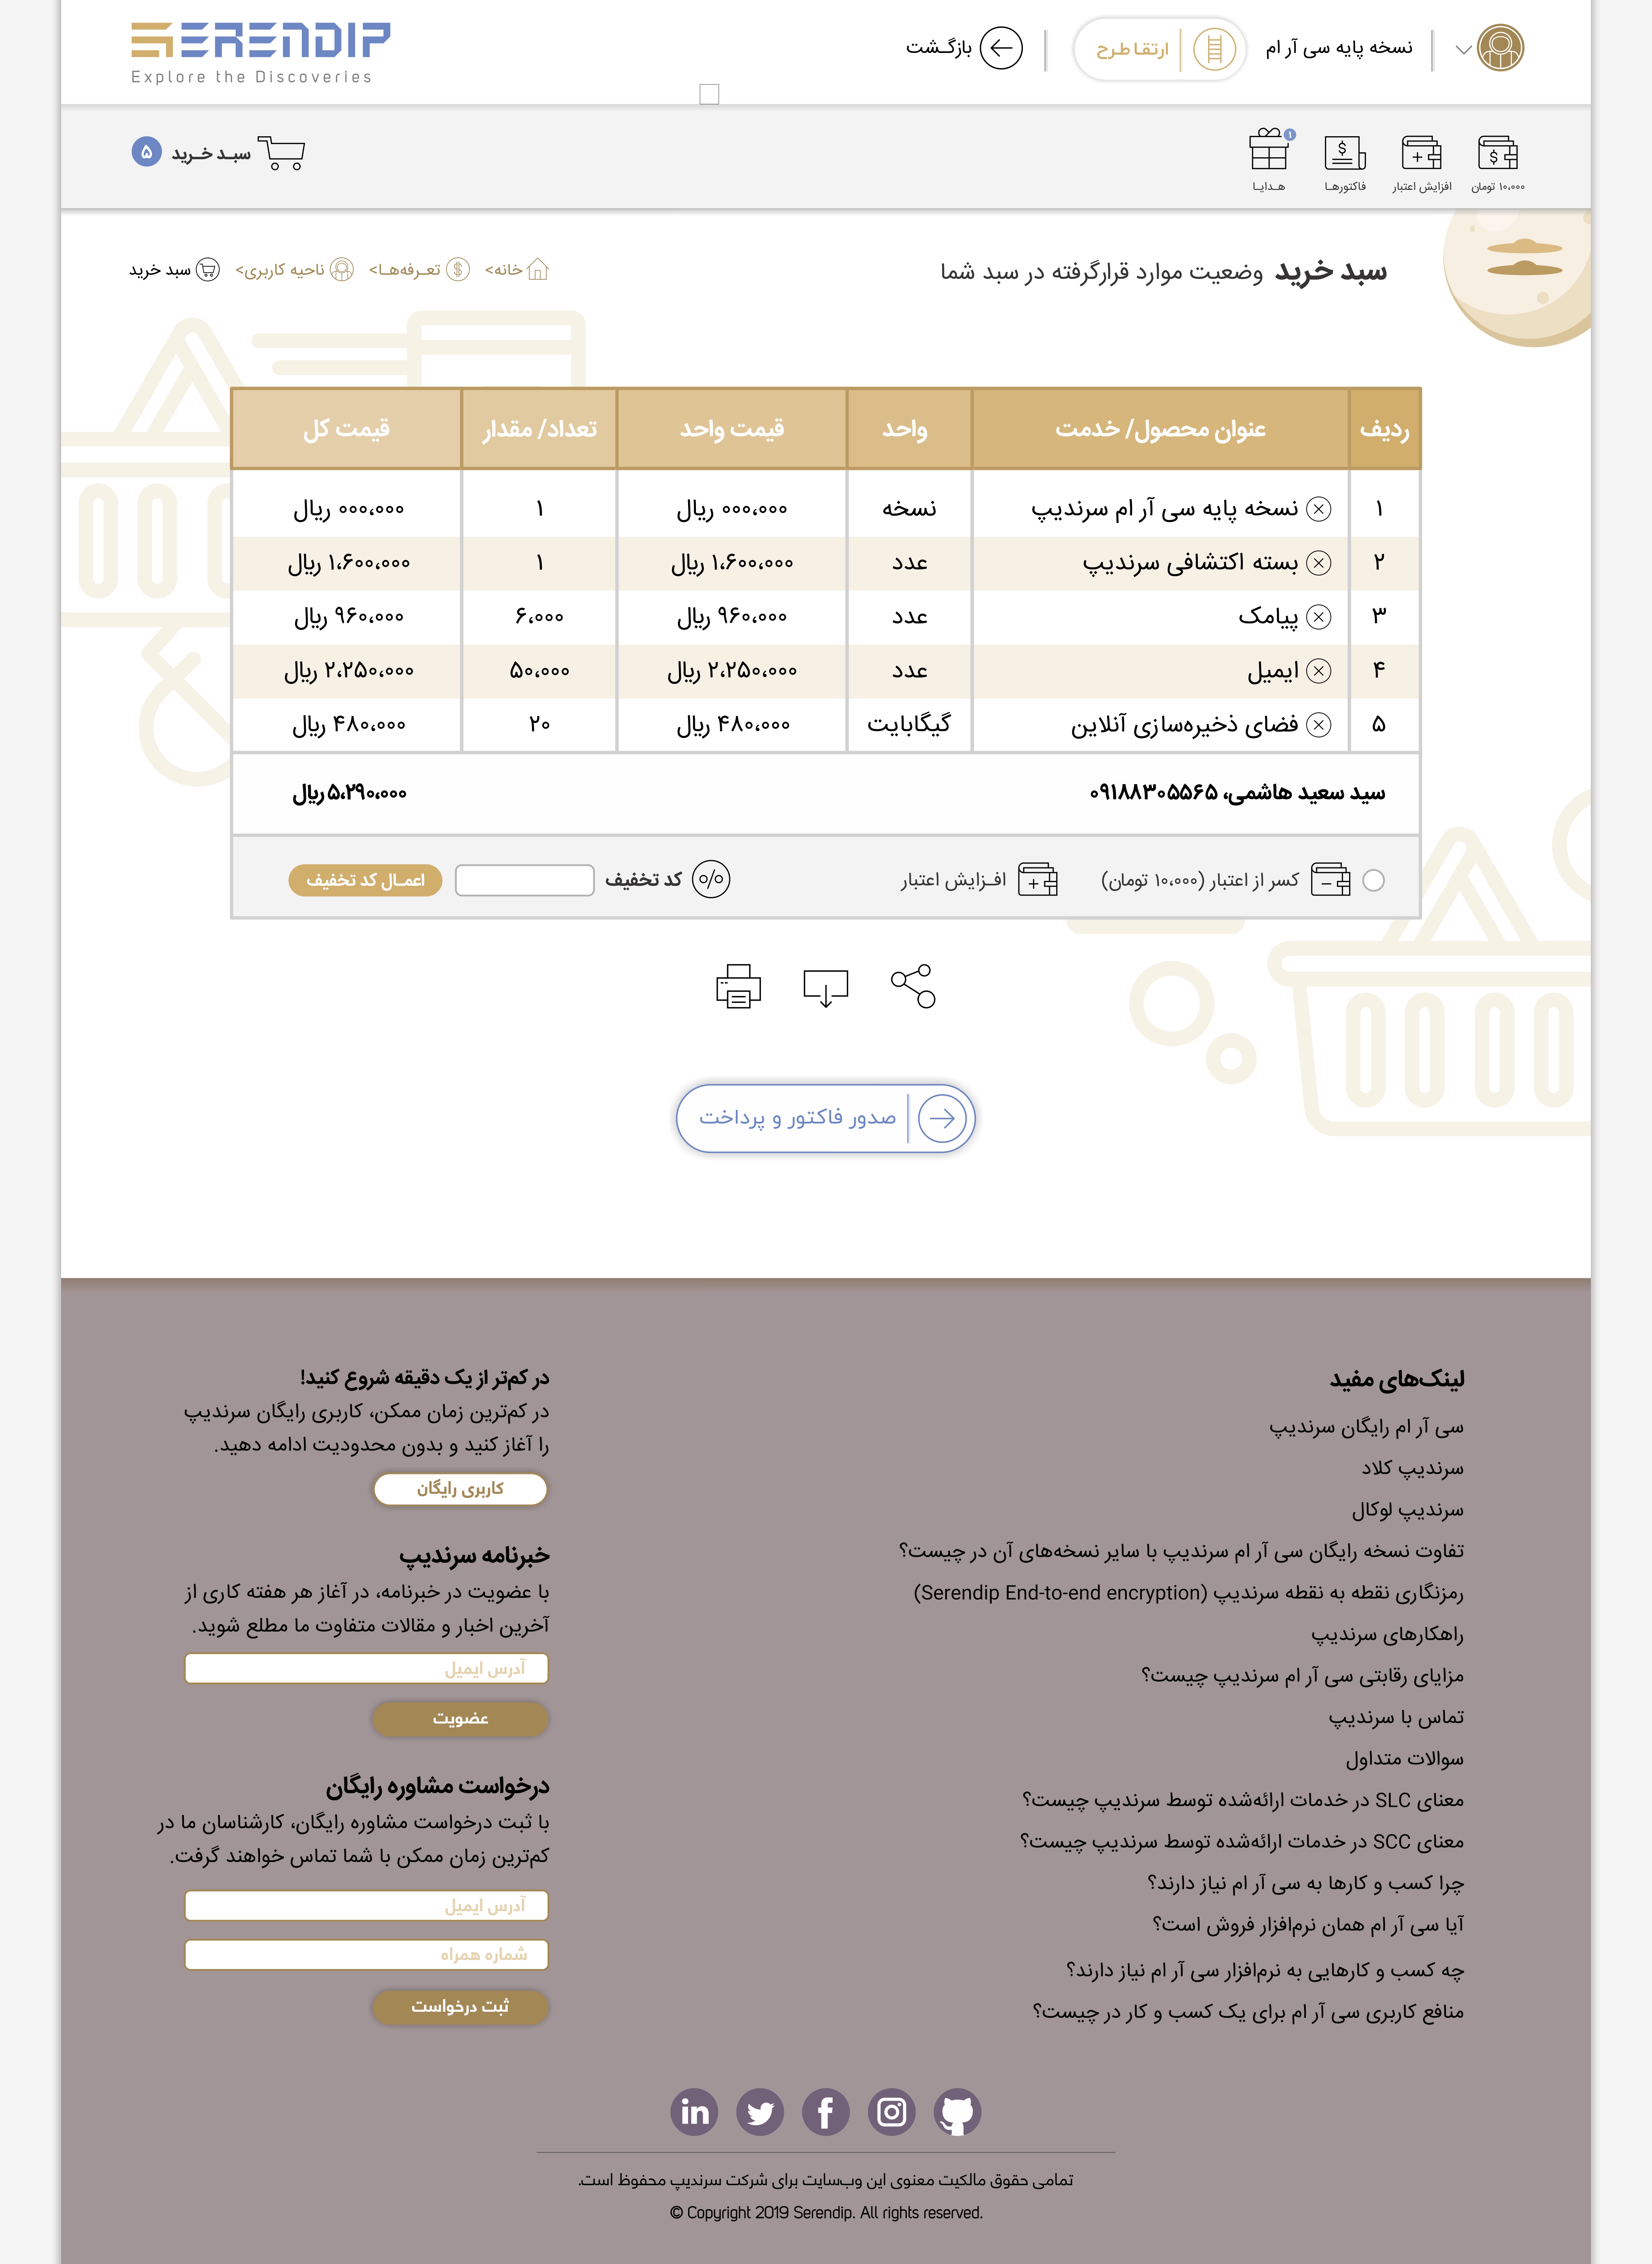 نسخه پایه سی آر ام
ارتقـا طـرح
بازگـشت
SERENDIP
Explore the Discoveries
۱۰،۰۰۰ تومان
افزایش اعتبار
فاکتورهـا
۱
هـدایـا
سبـد خـریـد
۵
سبـد خریـد وضعیت موارد قرارگرفته در سبد شما
خانه>
تعـرفه‌هـا>
ناحیه کاربری>
سبد خرید
ردیف عنوان محصول/ خدمت واحد قیمت واحد تعداد/ مقدار قیمت کل
۱ نسخه پایه سی آر ام سرندیپ نسخه ۰۰۰،۰۰۰ ریال ۱ ۰۰۰،۰۰۰ ریال
۲ بسته اکتشافی سرندیپ عدد ۱،۶۰۰،۰۰۰ ریال ۱ ۱،۶۰۰،۰۰۰ ریال
۳ پیامک عدد ۹۶۰،۰۰۰ ریال ۶،۰۰۰ ۹۶۰،۰۰۰ ریال
۴ ایمیل عدد ۲،۲۵۰،۰۰۰ ریال ۵۰،۰۰۰ ۲،۲۵۰،۰۰۰ ریال
۵ فضای ذخیره‌سازی آنلاین گیگابایت ۴۸۰،۰۰۰ ریال ۲۰ ۴۸۰،۰۰۰ ریال
سید سعید هاشمی، ۰۹۱۸۸۳۰۵۵۶۵ ۵،۲۹۰،۰۰۰ ریال
کسر از اعتبار (۱۰،۰۰۰ تومان)
افـزایش اعتبار
کد تخفیف
اعمـال کد تخفیف
صدور فاکتور و پرداخت
لینک‌های مفید
سی آر ام رایگان سرندیپ
سرندیپ کلاد
سرندیپ لوکال
تفاوت نسخه رایگان سی آر ام سرندیپ با سایر نسخه‌های آن در چیست؟
رمزنگاری نقطه به نقطه سرندیپ (Serendip End-to-end encryption)
راهکارهای سرندیپ
مزایای رقابتی سی آر ام سرندیپ چیست؟
تماس با سرندیپ
سوالات متداول
معنای SLC در خدمات ارائه‌شده توسط سرندیپ چیست؟
معنای SCC در خدمات ارائه‌شده توسط سرندیپ چیست؟
چرا کسب و کارها به سی آر ام نیاز دارند؟
آیا سی آر ام همان نرم‌افزار فروش است؟
چه کسب و کارهایی به نرم‌افزار سی آر ام نیاز دارند؟
منافع کاربری سی آر ام برای یک کسب و کار در چیست؟
در کم‌تر از یک دقیقه شروع کنید!
در کم‌ترین زمان ممکن، کاربری رایگان سرندیپ
را آغاز کنید و بدون محدودیت ادامه دهید.
کاربری رایگان
خبرنامه سرندیپ
با عضویت در خبرنامه، در آغاز هر هفته کاری از
آخرین اخبار و مقالات متفاوت ما مطلع شوید.
آدرس ایمیل
عضویت
درخواست مشاوره رایگان
با ثبت درخواست مشاوره رایگان، کارشناسان ما در
کم‌ترین زمان ممکن با شما تماس خواهند گرفت.
آدرس ایمیل
شماره همراه
ثبت درخواست
تمامی حقوق مالکیت معنوی این وب‌سایت برای شرکت سرندیپ محفوظ است.
© Copyright 2019 Serendip. All rights reserved.